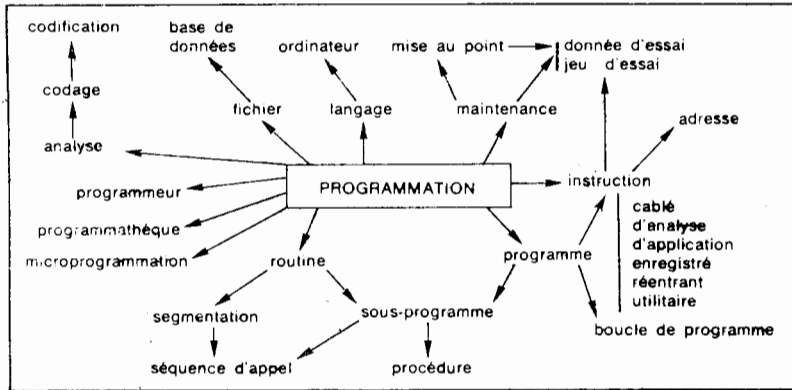 codification
base de
données
ordinateur
mise au point
donnée d'essai
jeu d'essai
codage
fichier
langage
maintenance
adresse
analyse
PROGRAMMATION
instruction
programmeur
programmathèque
microprogrammation
routine
programme
cablé
d'analyse
d'application
enregistré
réentrant
utilitaire
segmentation
sous-programme
boucle de programme
séquence d'appel
procédure